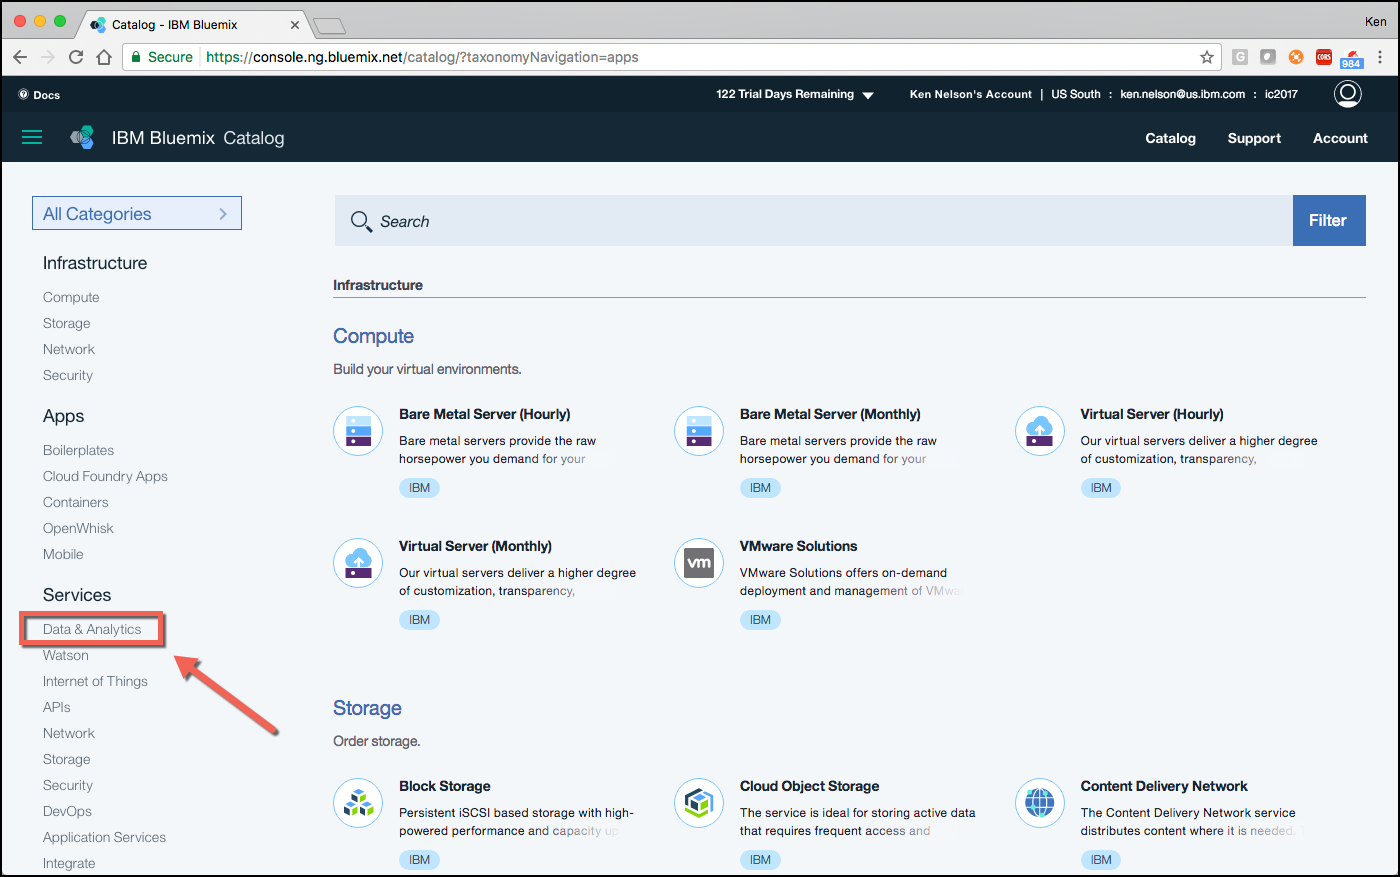 Catalog - IBM Bluemix
Ken
Secure https://console.ng.bluemix.net/catalog/?taxonomyNavigation=apps
G
CORS
984
Docs
122 Trial Days Remaining
Ken Nelson's Account | US South : ken.nelson@us.ibm.com : ic2017
IBM Bluemix Catalog
Catalog Support Account
All Categories
Infrastructure
Compute
Storage
Network
Security
Apps
Boilerplates
Cloud Foundry Apps
Containers
OpenWhisk
Mobile
Services
Data & Analytics
Watson
Internet of Things
APIs
Network
Storage
Security
DevOps
Application Services
Integrate
Search
Filter
Infrastructure
Compute
Build your virtual environments.
Bare Metal Server (Hourly)
Bare metal servers provide the raw
horsepower you demand for your
IBM
Bare Metal Server (Monthly)
Bare metal servers provide the raw
horsepower you demand for your
IBM
Virtual Server (Hourly)
Our virtual servers deliver a higher degree
of customization, transparency,
IBM
Virtual Server (Monthly)
Our virtual servers deliver a higher degree
of customization, transparency,
IBM
vm
VMware Solutions
VMware Solutions offers on-demand
deployment and management of VMwa
IBM
Storage
Order storage.
Block Storage
Persistent iSCSI based storage with high-
powered performance and capacity up
IBM
Cloud Object Storage
The service is ideal for storing active data
that requires frequent access and
IBM
Content Delivery Network
The Content Delivery Network service
distributes content where it is needed.
IBM